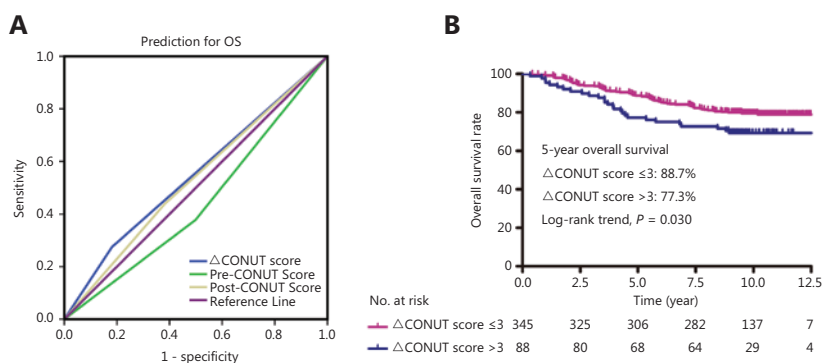 A
Prediction for OS
1.0
0.8
0.6
0.4
0.2
0.0
Sensitivity
0.0 0.2 0.4 0.6 0.8 1.0
1 - specificity
△CONUT score
Pre-CONUT Score
Post-CONUT Score
Reference Line
B
100
80
60
40
20
0
Overall survival rate
5-year overall survival
△CONUT score ≤3: 88.7%
△CONUT score >3: 77.3%
Log-rank trend, P = 0.030
0.0 2.5 5.0 7.5 10.0 12.5
Time (year)
No. at risk
△CONUT score ≤3 345 325 306 282 137 7
△CONUT score >3 88 80 68 64 29 4